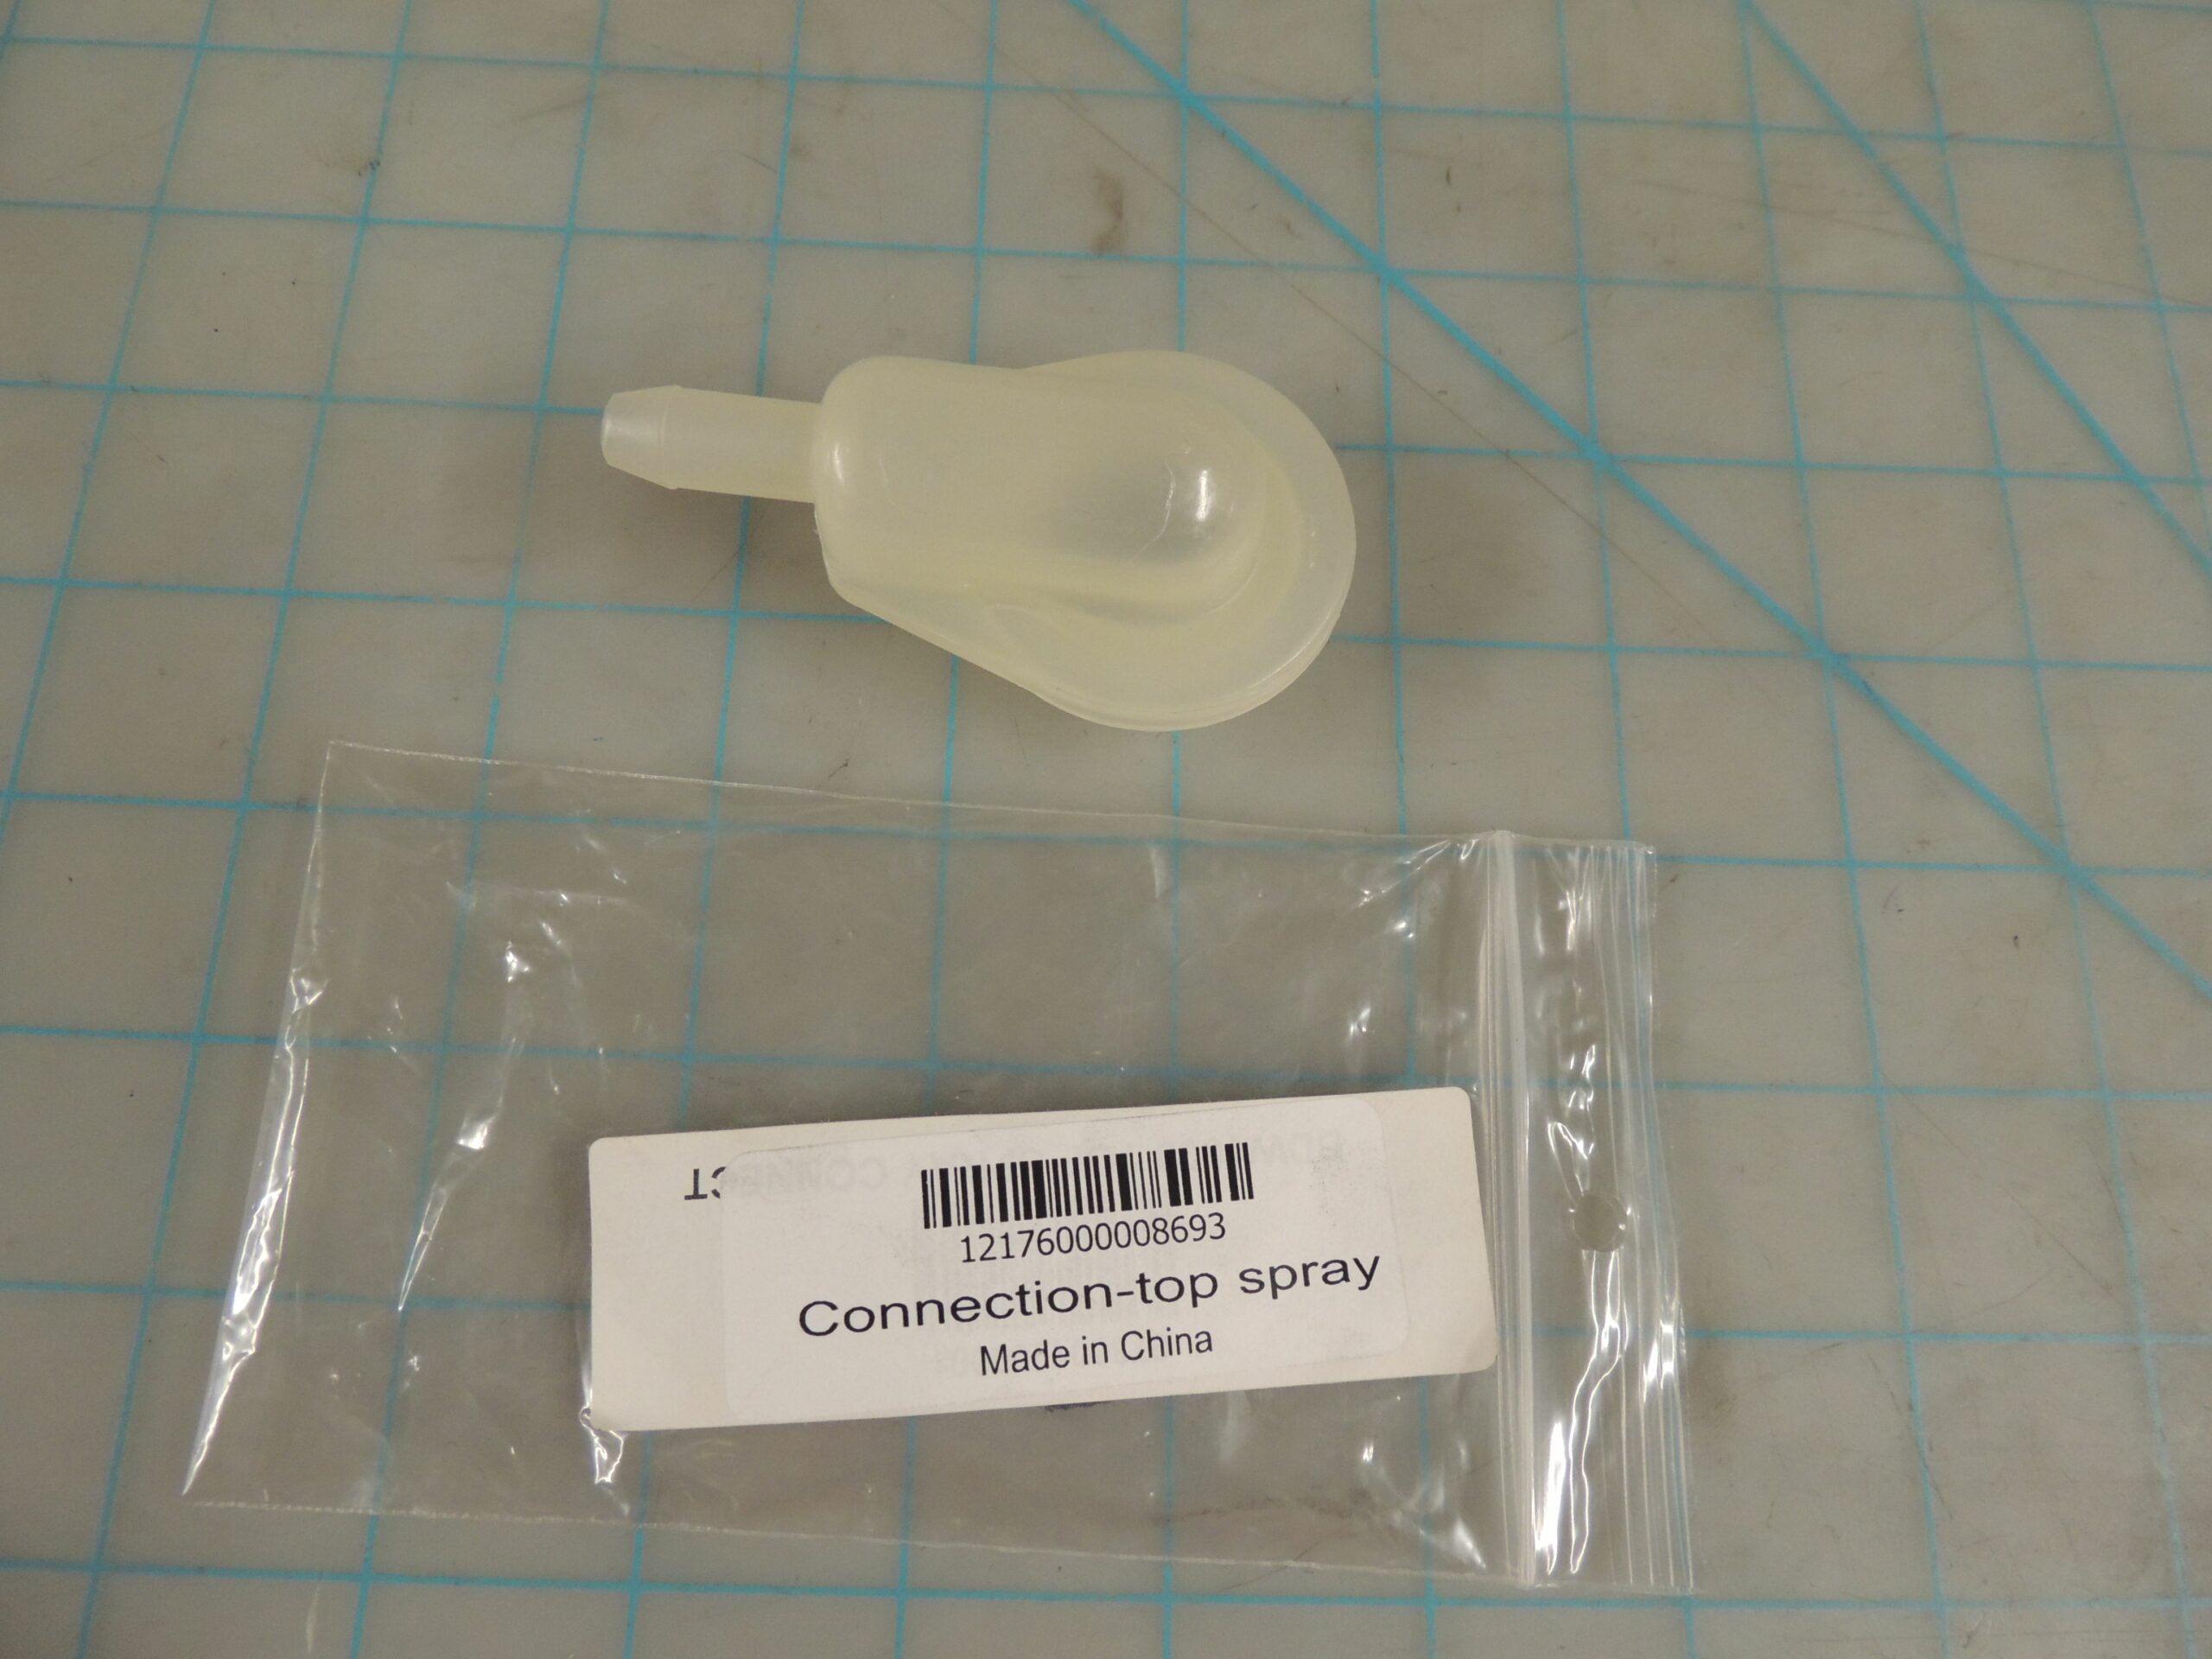 12176000008693
Connection-top spray
Made in China